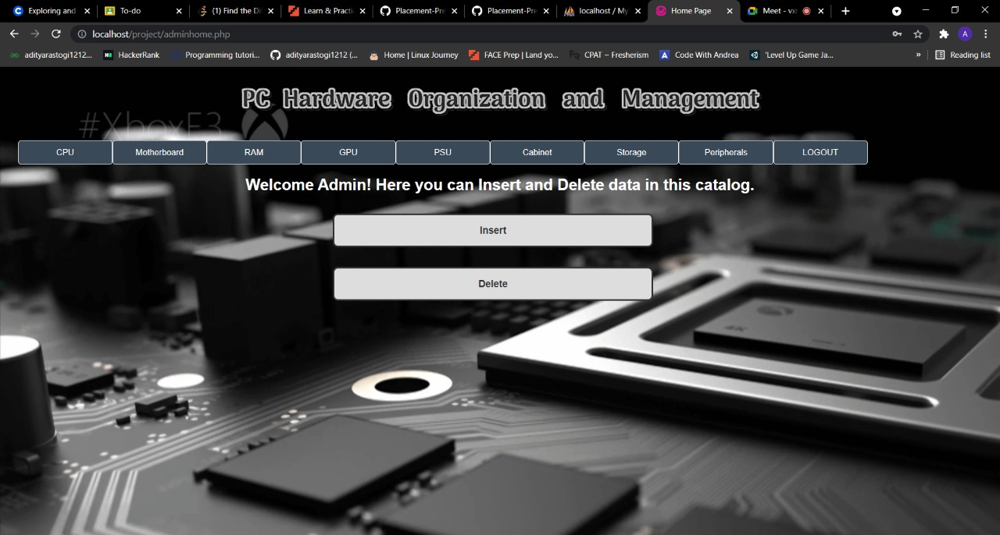 Exploring and
To-do
(1) Find the Di
Learn & Practi
Placement-Pre
Placement-Pre
localhost / My
Home Page
Meet - vxr
localhost/project/adminhome.php
A
adityarastogi1212...
HackerRank
Programming tutori...
adityarastogi1212 (...
Home | Linux Journey
FACE Prep | Land yo...
CPAT – Fresherism
Code With Andrea
'Level Up Game Ja...
»
Reading list
PC Hardware Organization and Management
#XboxE3
CPU
Motherboard
RAM
GPU
PSU
Cabinet
Storage
Peripherals
LOGOUT
Welcome Admin! Here you can Insert and Delete data in this catalog.
Insert
Delete
4K